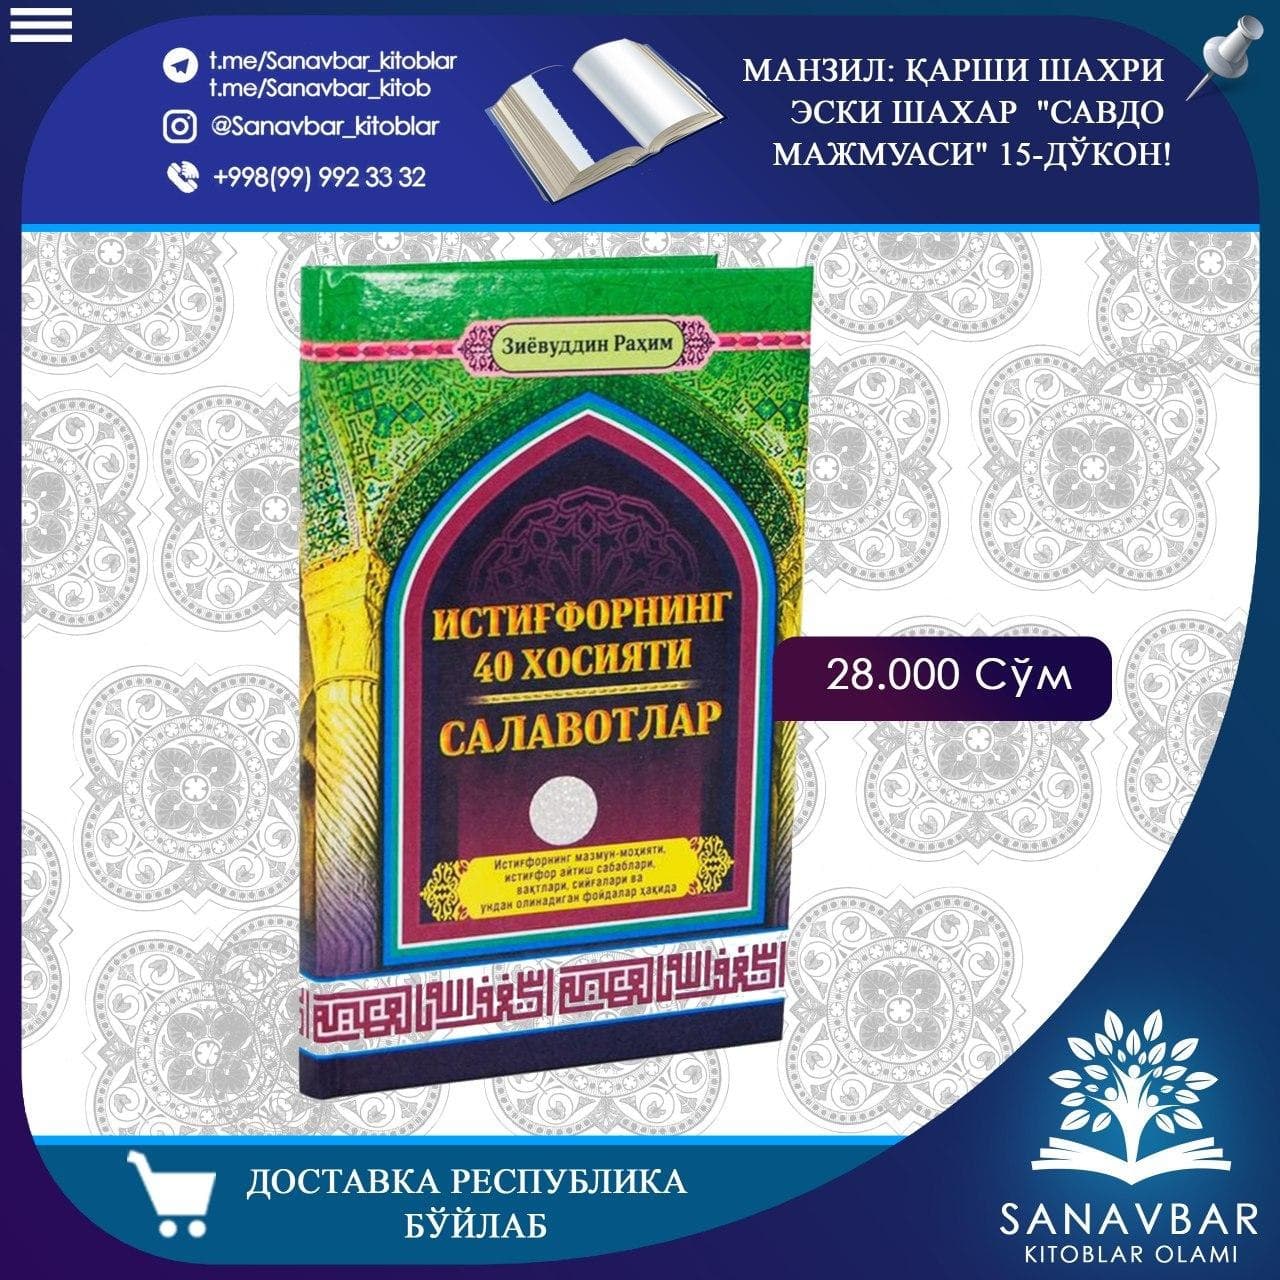 t.me/Sanavbar_kitoblar
t.me/Sanavbar_kitob
@Sanavbar_kitoblar
+998(99) 992 33 32
МАНЗИЛ: ҚАРШИ ШАХРИ
ЭСКИ ШАХАР "САВДО
МАЖМУАСИ" 15-ДЎКОН!
Зиёвуддин Раҳим
ИСТИҒФОРНИНГ
40 ХОСИЯТИ
САЛАВОТЛАР
28.000 Сўм
Истиғфорнинг мазмун-моҳияти,
истиғфор айтиш сабаблари,
вақтлари, сийғалари ва
ундан олинадиган фойдалар ҳақида
ДОСТАВКА РЕСПУБЛИКА
БЎЙЛАБ
SANAVBAR
KITOBLAR OLAMI